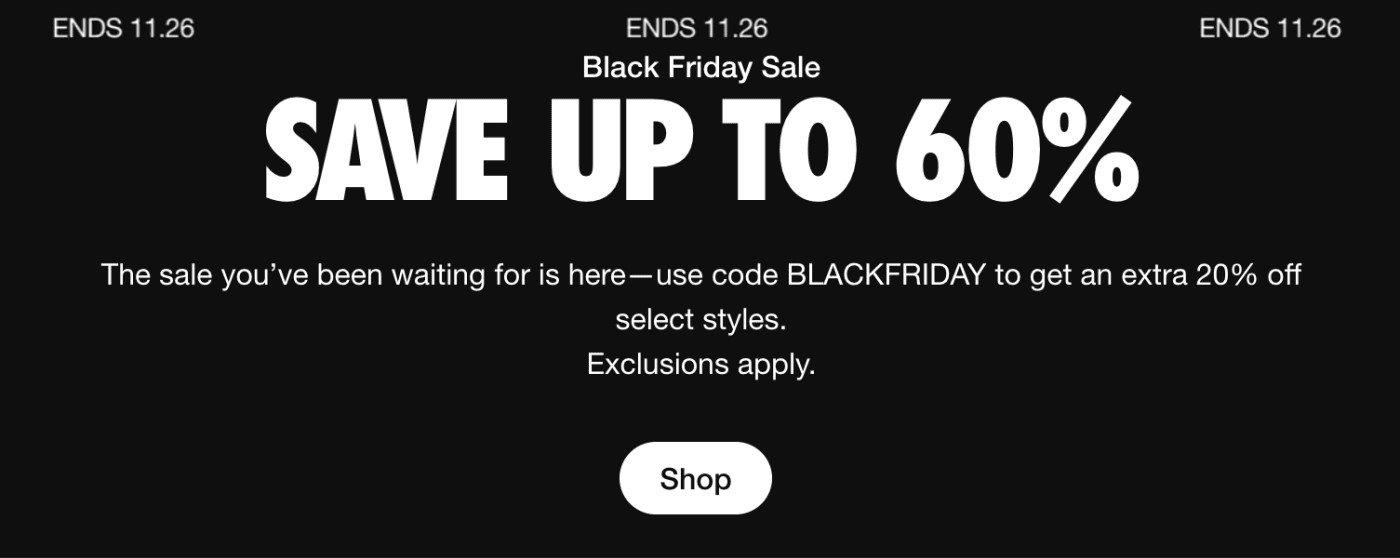 ENDS 11.26 ENDS 11.26 ENDS 11.26
Black Friday Sale
SAVE UP TO 60%
The sale you’ve been waiting for is here—use code BLACKFRIDAY to get an extra 20% off
select styles.
Exclusions apply.
Shop